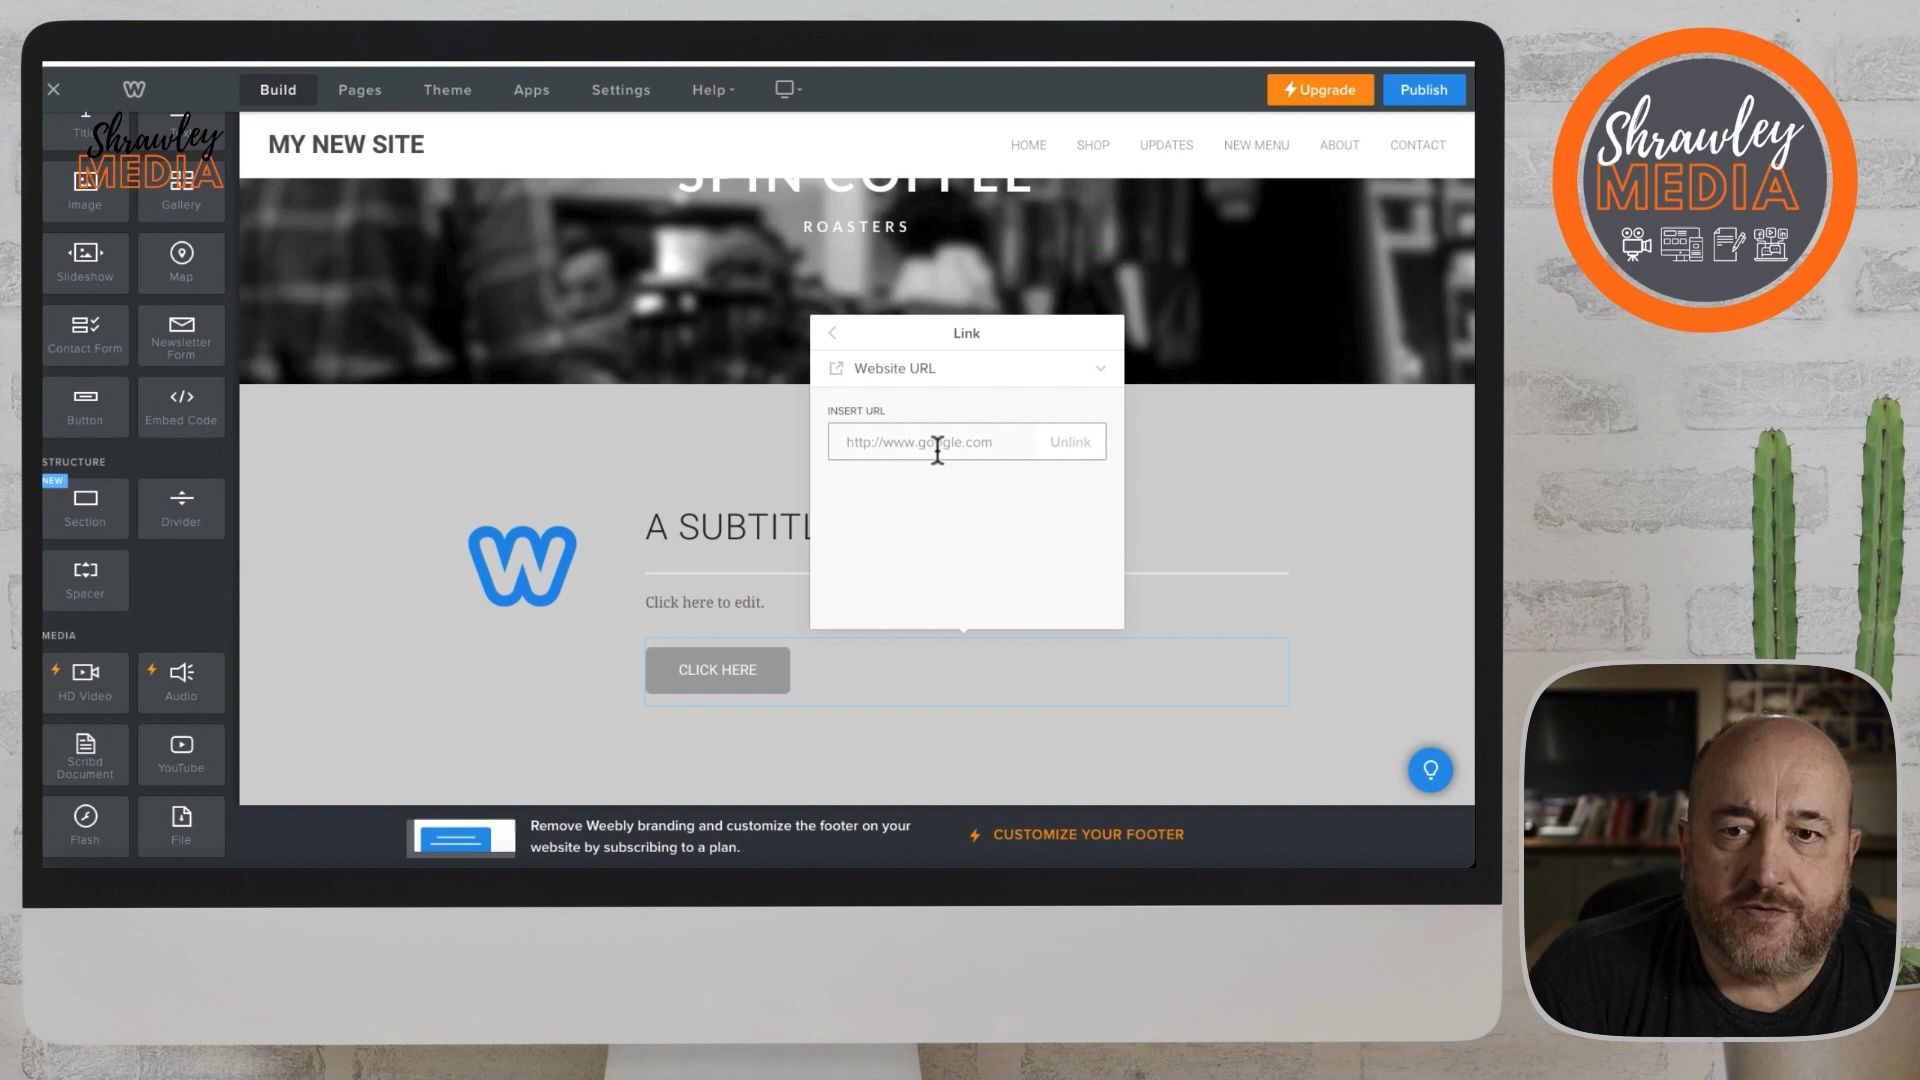 Build
Pages
Theme
Apps
Settings
Help
Upgrade
Publish
Shrawley
MEDIA
Title
Text
Image
Gallery
Slideshow
Map
Contact Form
Newsletter
Form
Button
Embed Code
STRUCTURE
NEW
Section
Divider
Spacer
MEDIA
HD Video
Audio
Scribd
Document
YouTube
Flash
File
MY NEW SITE
HOME
SHOP
UPDATES
NEW MENU
ABOUT
CONTACT
SPIN COFFEE
ROASTERS
Link
Website URL
INSERT URL
http://www.google.com
Unlink
A SUBTITL
Click here to edit.
CLICK HERE
Remove Weebly branding and customize the footer on your
website by subscribing to a plan.
CUSTOMIZE YOUR FOOTER
Shrawley
MEDIA